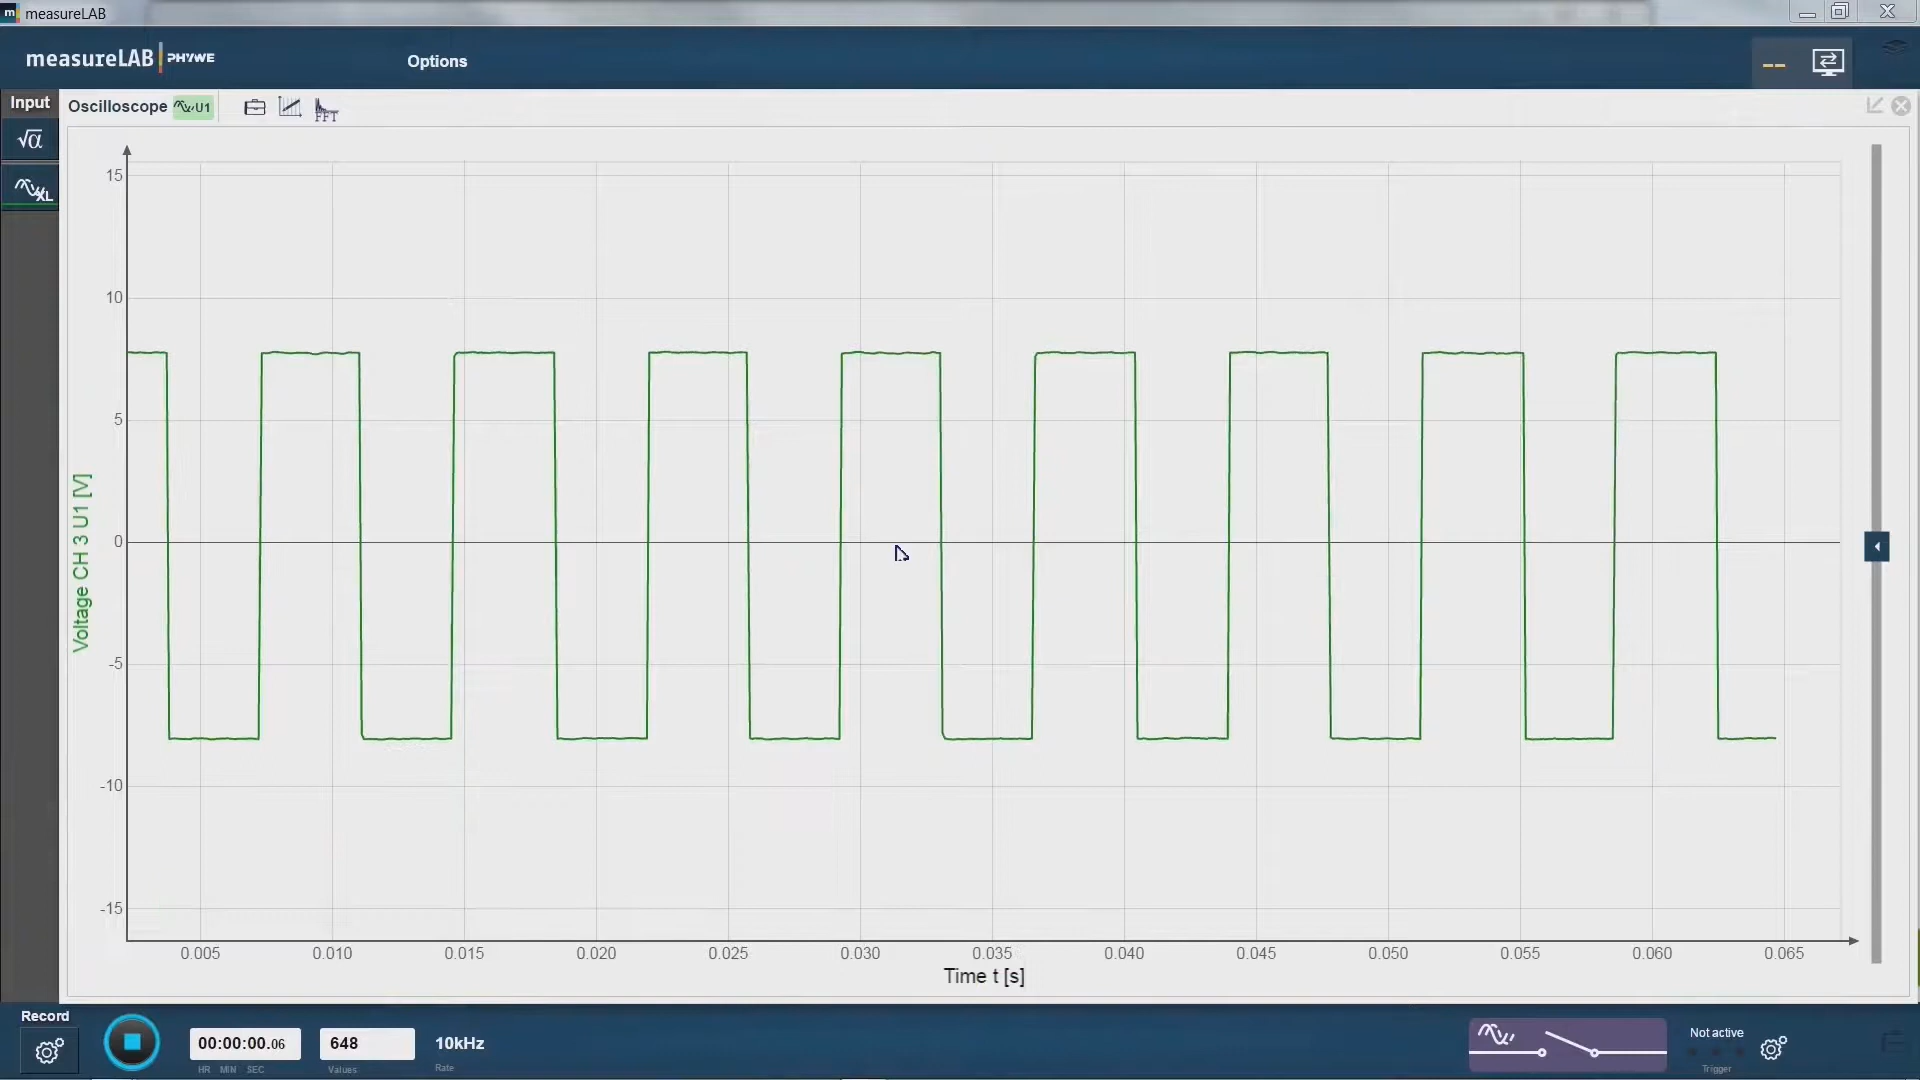 m measureLAB
measureLAB PHYWE
Options
--
Input
Oscilloscope U1
FFT
√α
XL
15
10
5
0
-5
-10
-15
Voltage CH 3 U1 [V]
0.005 0.010 0.015 0.020 0.025 0.030 0.035 0.040 0.045 0.050 0.055 0.060 0.065
Time t [s]
Record
00:00:00.06
HR MIN SEC
648
Values
10kHz
Rate
Not active
Trigger